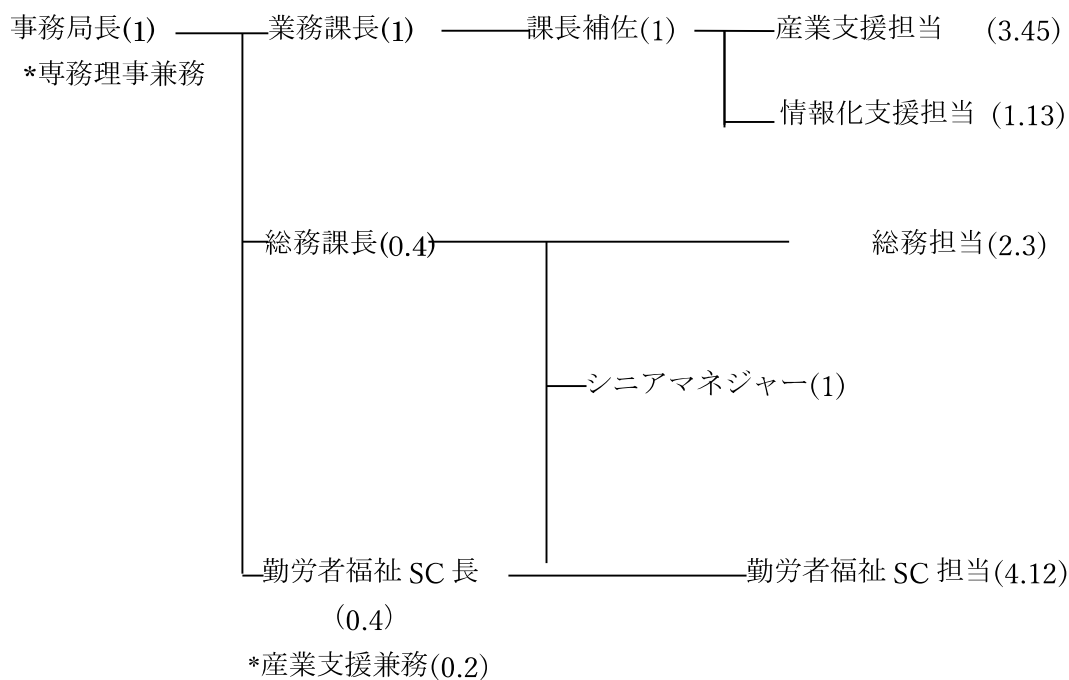 事務局長(1) 業務課長(1) 課長補佐(1) 産業支援担当 (3.45)
*専務理事兼務
情報化支援担当 (1.13)
総務課長(0.4) 総務担当(2.3)
シニアマネジャー(1)
勤労者福祉 SC 長 勤労者福祉 SC 担当(4.12)
(0.4)
*産業支援兼務(0.2)